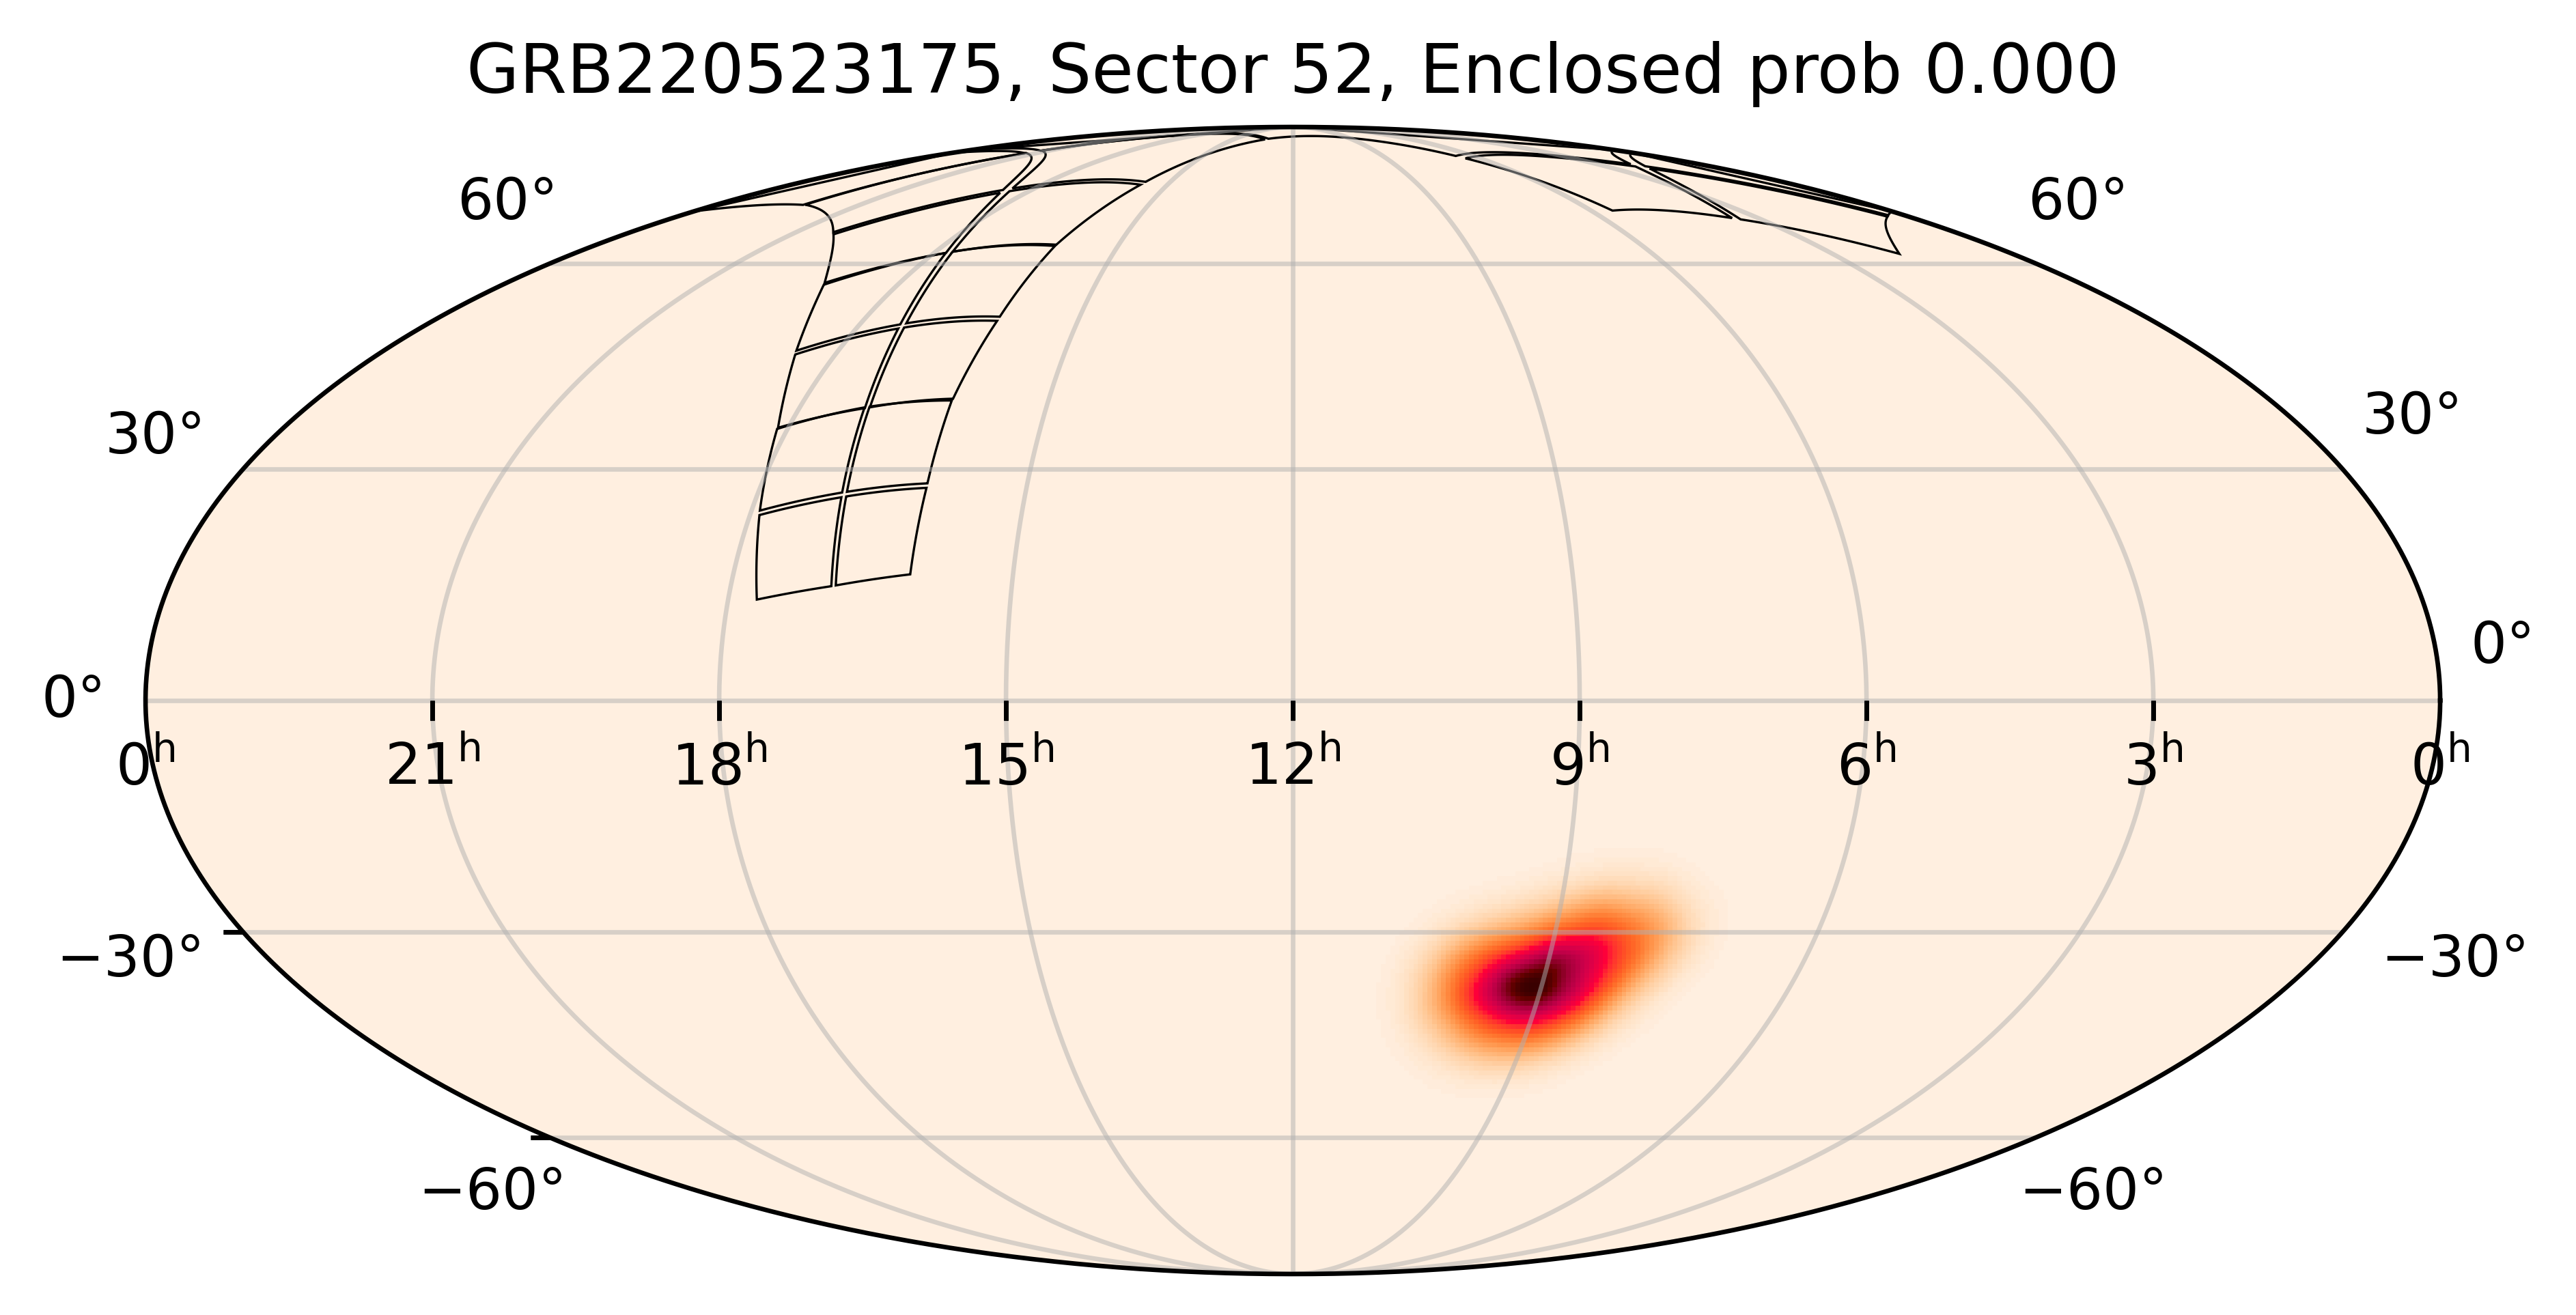 GRB220523175, Sector 52, Enclosed prob 0.000
60° 60°
30° 30°
0° 0°
0ʰ 21ʰ 18ʰ 15ʰ 12ʰ 9ʰ 6ʰ 3ʰ 0ʰ
−30° −30°
−60° −60°